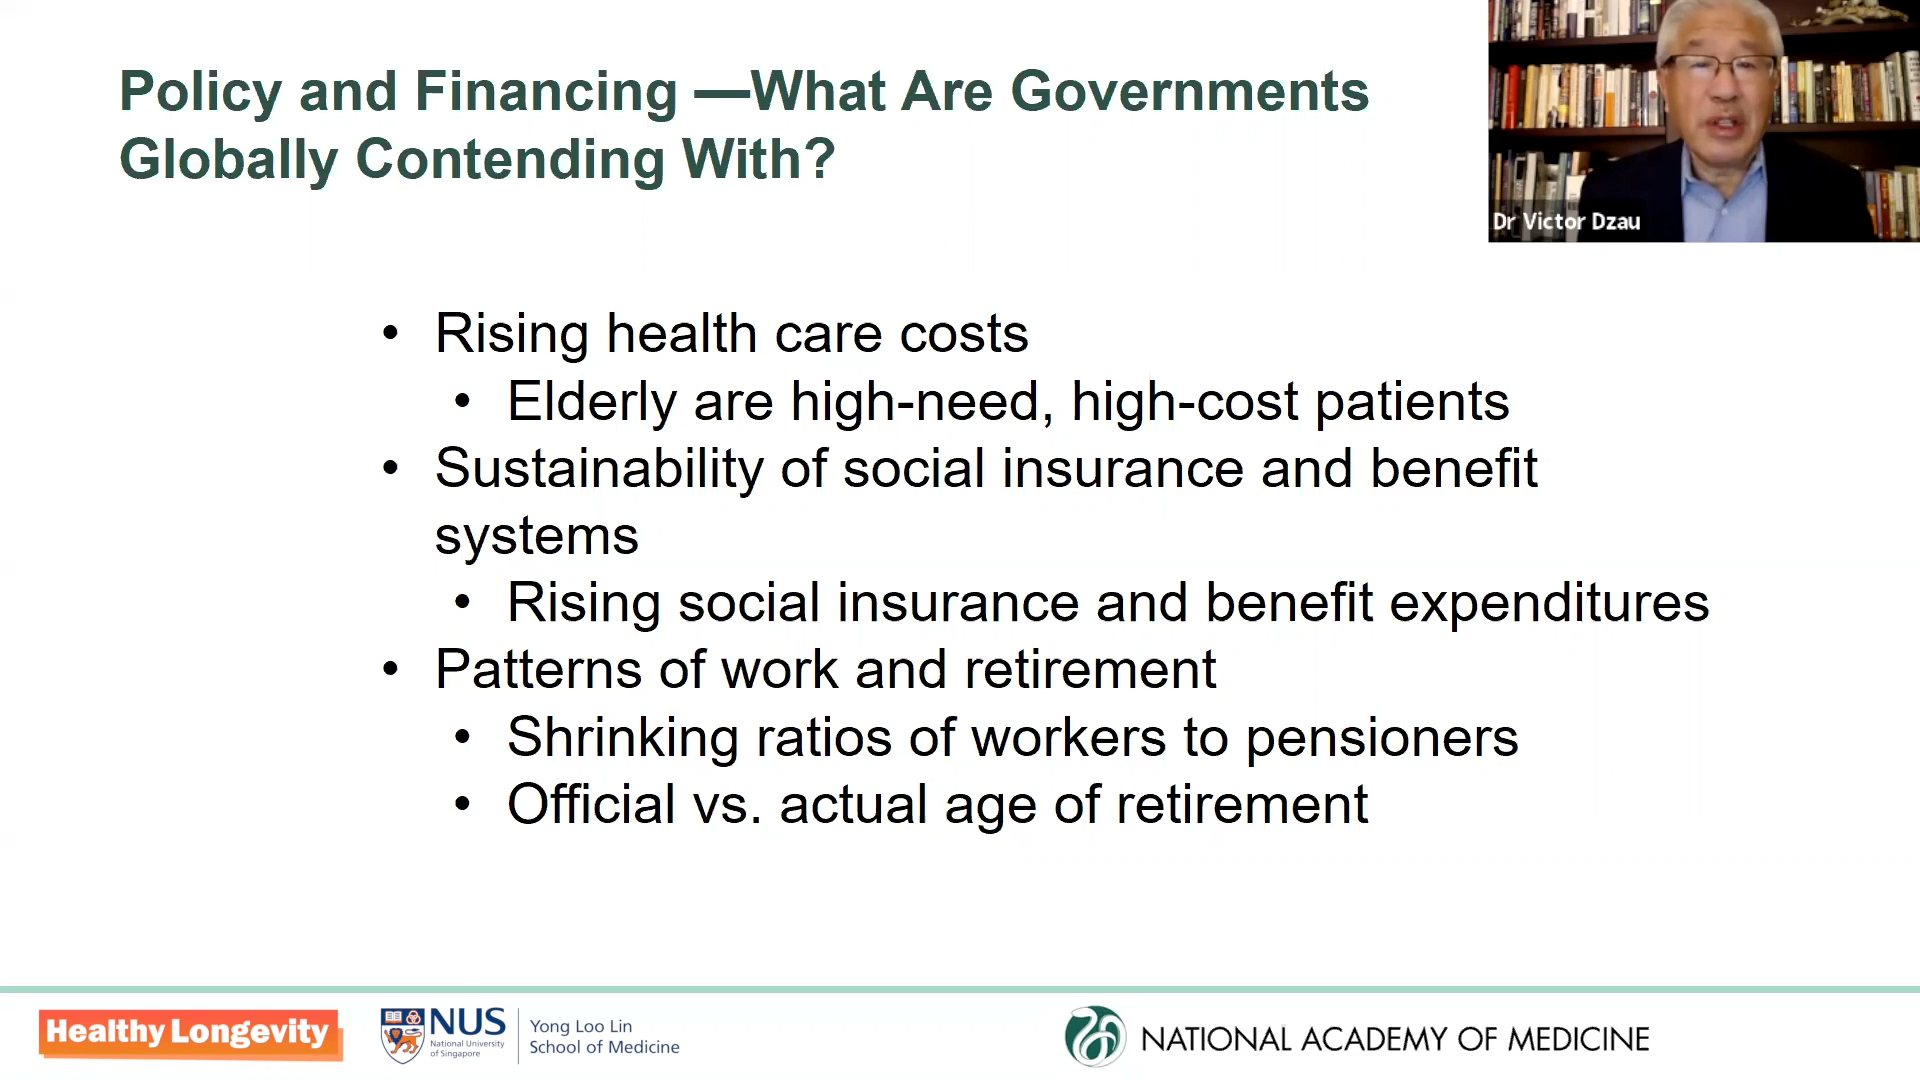 Policy and Financing —What Are Governments
Globally Contending With?
Dr Victor Dzau
• Rising health care costs
• Elderly are high-need, high-cost patients
• Sustainability of social insurance and benefit
systems
• Rising social insurance and benefit expenditures
• Patterns of work and retirement
• Shrinking ratios of workers to pensioners
• Official vs. actual age of retirement
Healthy Longevity
NUS
National University
of Singapore
Yong Loo Lin
School of Medicine
NATIONAL ACADEMY OF MEDICINE